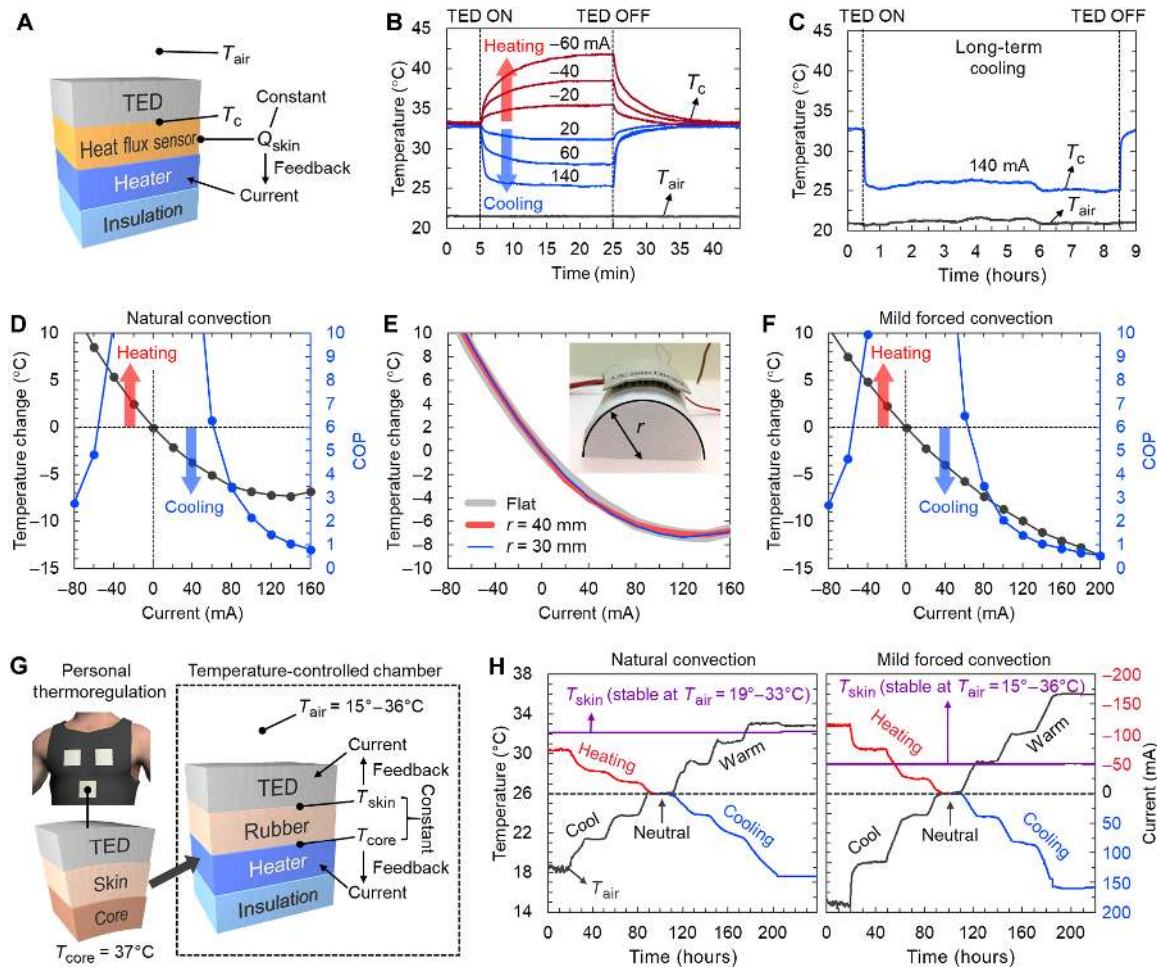 A
T_air
TED
Constant
T_c
Heat flux sensor
Q_skin
Feedback
Heater
Current
Insulation
B
TED ON
TED OFF
45
40
35
30
25
20
Temperature (°C)
Heating
–60 mA
–40
–20
T_c
20
60
140
T_air
Cooling
0 5 10 15 20 25 30 35 40
Time (min)
C
TED ON
TED OFF
45
40
35
30
25
20
Temperature (°C)
Long-term
cooling
140 mA
T_c
T_air
0 1 2 3 4 5 6 7 8 9
Time (hours)
D
Natural convection
10
5
0
–5
–10
–15
Temperature change (°C)
Heating
Cooling
10
9
8
7
6
5
4
3
2
1
0
COP
–80 –40 0 40 80 120 160
Current (mA)
E
10
8
6
4
2
0
–2
–4
–6
–8
–10
Temperature change (°C)
r
Flat
r = 40 mm
r = 30 mm
–80 –40 0 40 80 120 160
Current (mA)
F
Mild forced convection
10
5
0
–5
–10
–15
Temperature change (°C)
Heating
Cooling
10
9
8
7
6
5
4
3
2
1
0
COP
–80 –40 0 40 80 120 160 200
Current (mA)
G
Personal
thermoregulation
TED
Skin
Core
T_core = 37°C
Temperature-controlled chamber
T_air = 15°–36°C
Current
Feedback
TED
T_skin
Rubber
Constant
T_core
Heater
Feedback
Current
Insulation
H
Natural convection
38
34
30
26
22
18
14
Temperature (°C)
T_skin (stable at T_air = 19°–33°C)
Heating
Warm
Cool
Neutral
Cooling
T_air
0 40 80 120 160 200
Time (hours)
Mild forced convection
T_skin (stable at T_air = 15°–36°C)
Heating
Warm
Cool
Neutral
Cooling
–200
–150
–100
–50
0
50
100
150
200
Current (mA)
0 40 80 120 160 200
Time (hours)